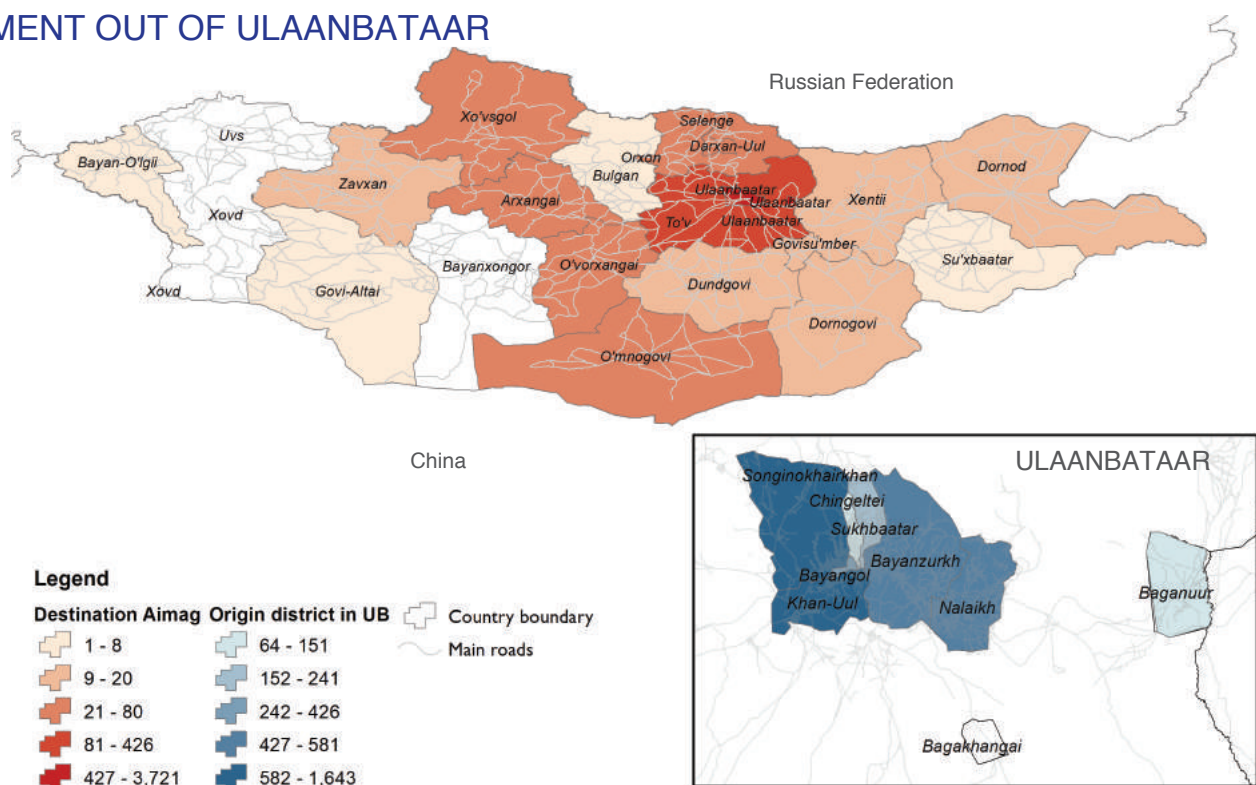 MENT OUT OF ULAANBATAAR
Russian Federation
Xo'vsgol
Selenge
Darxan-Uul
Uvs
Bayan-O'lgii
Orxon
Bulgan
Dornod
Zavxan
Arxangai
Ulaanbaatar
Ulaanbaatar
Xentii
Xovd
To'v
Ulaanbaatar
Govisu'mber
Su'xbaatar
Bayanxongor
O'vorxangai
Xovd
Govi-Altai
Dundgovi
Dornogovi
O'mnogovi
China
ULAANBATAAR
Songinokhairkhan
Chingeltei
Sukhbaatar
Bayanzurkh
Bayangol
Khan-Uul
Nalaikh
Baganuur
Bagakhangai
Legend
Destination Aimag Origin district in UB
Country boundary
Main roads
1 - 8
64 - 151
9 - 20
152 - 241
21 - 80
242 - 426
81 - 426
427 - 581
427 - 3.721
582 - 1.643